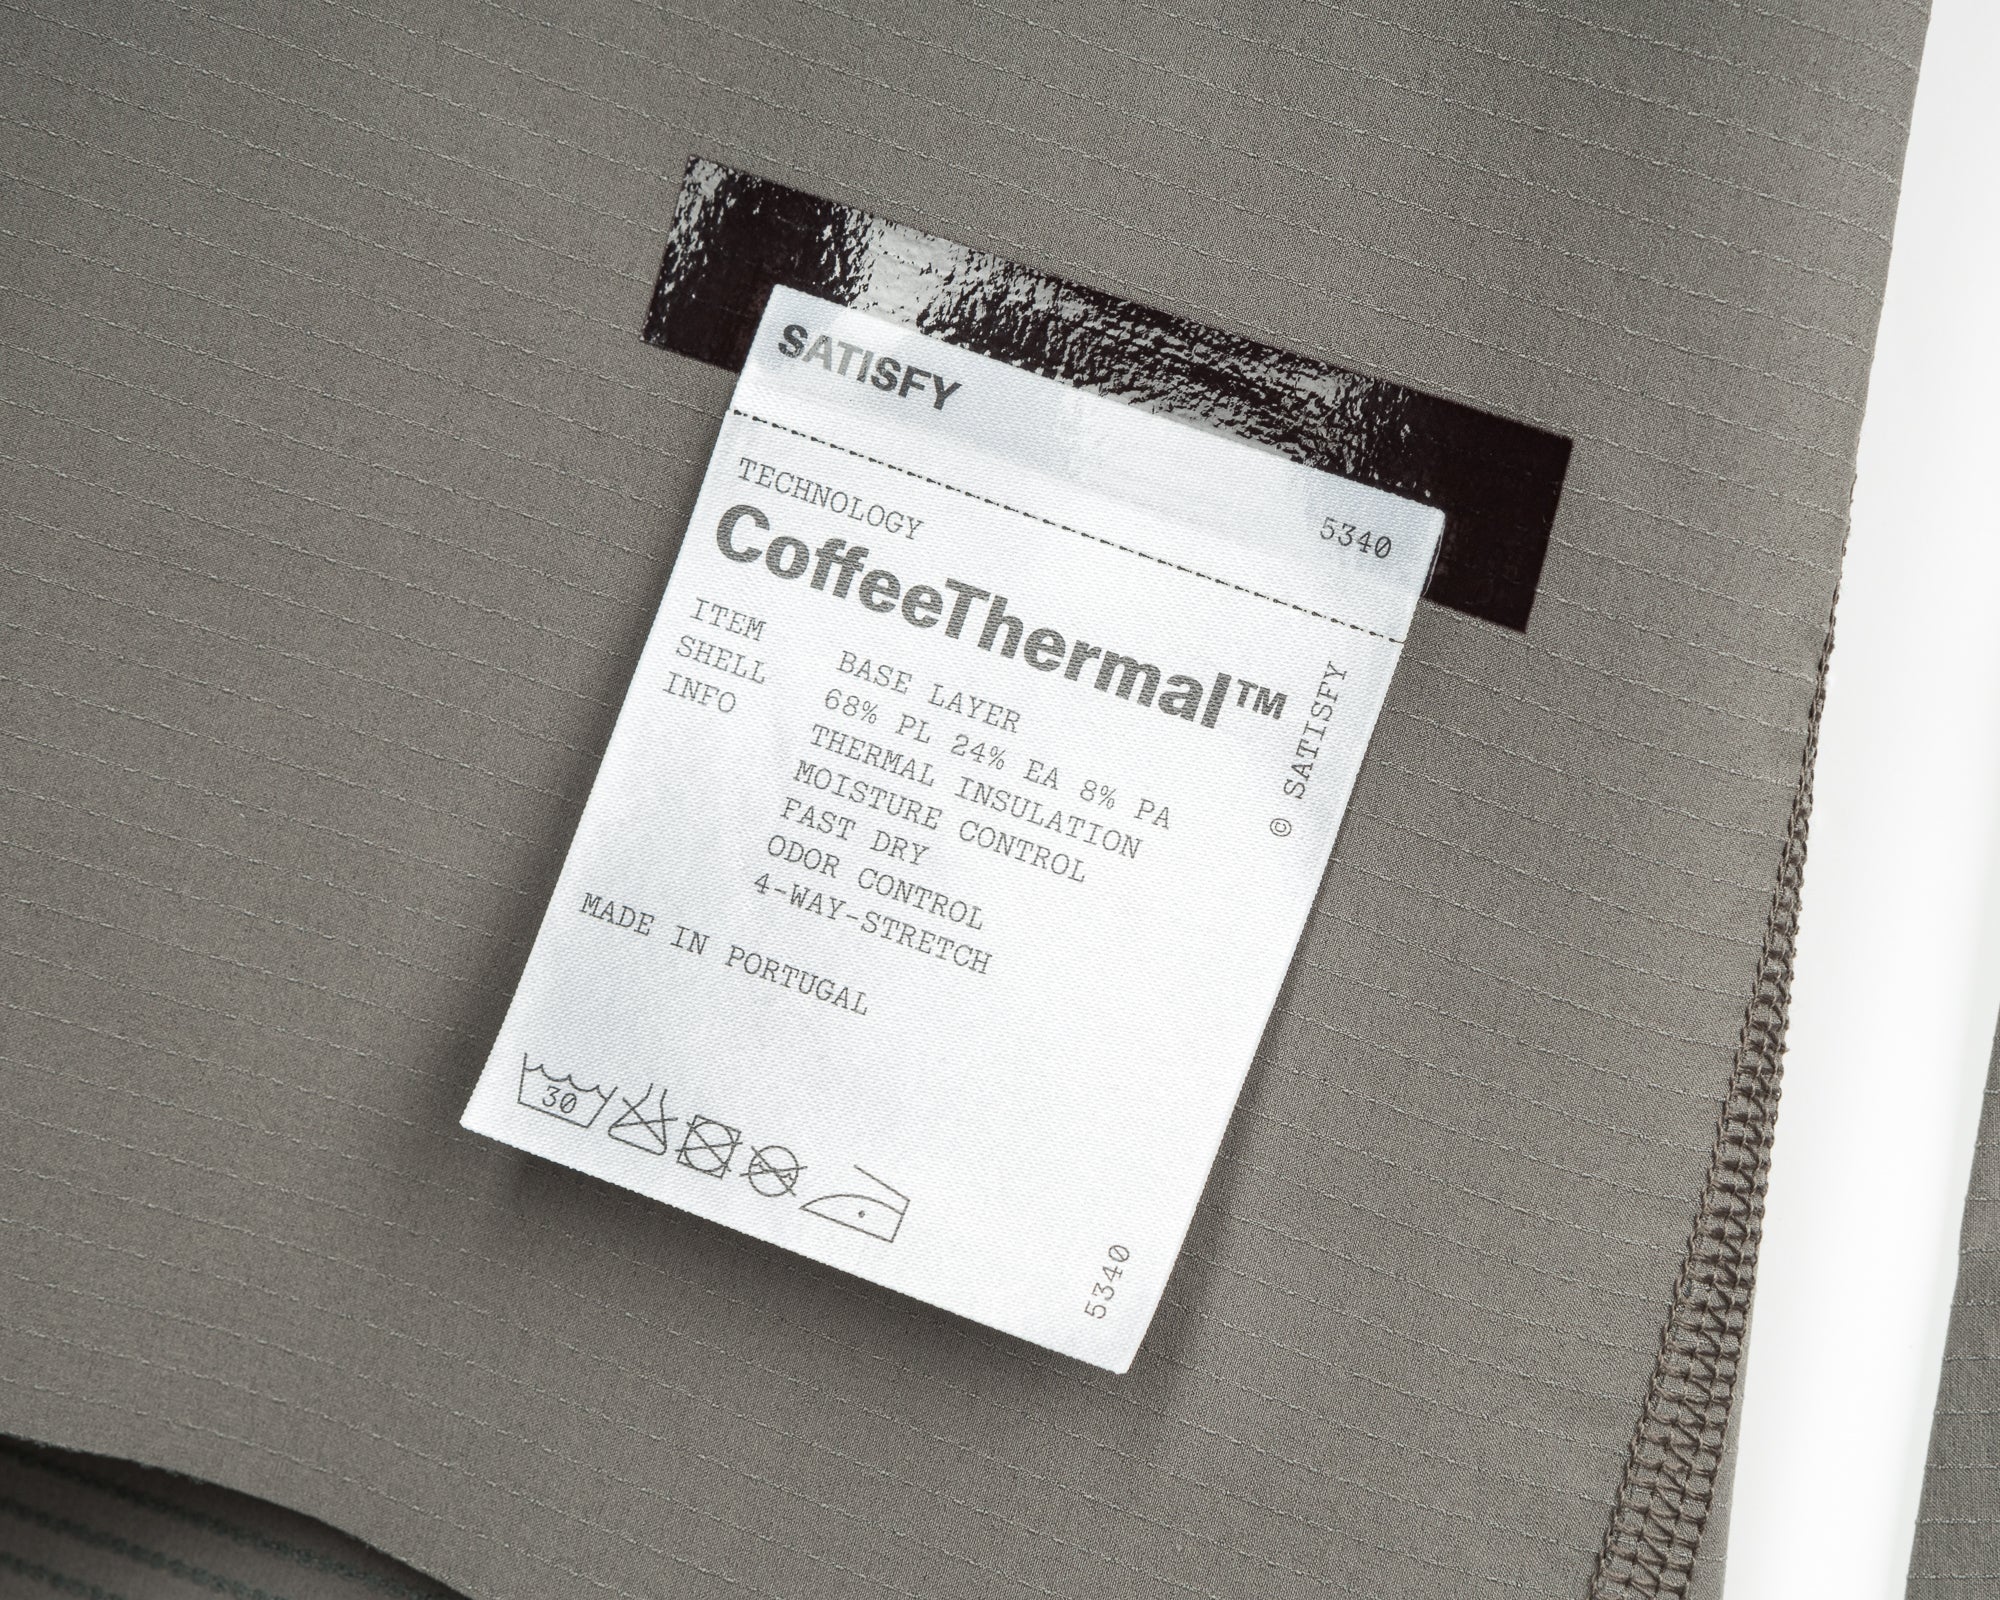 SATISFY
5340
TECHNOLOGY
CoffeeThermal™
ITEM BASE LAYER
SHELL 68% PL 24% EA 8% PA
INFO THERMAL INSULATION
MOISTURE CONTROL
FAST DRY
ODOR CONTROL
4-WAY-STRETCH
© SATISFY
MADE IN PORTUGAL
30
5340